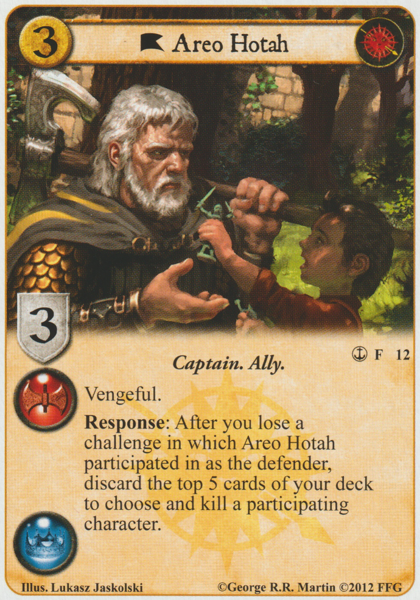 3
Areo Hotah
3
F 12
Captain. Ally.
Vengeful.
Response: After you lose a
challenge in which Areo Hotah
participated in as the defender,
discard the top 5 cards of your deck
to choose and kill a participating
character.
Illus. Lukasz Jaskolski
©George R.R. Martin ©2012 FFG